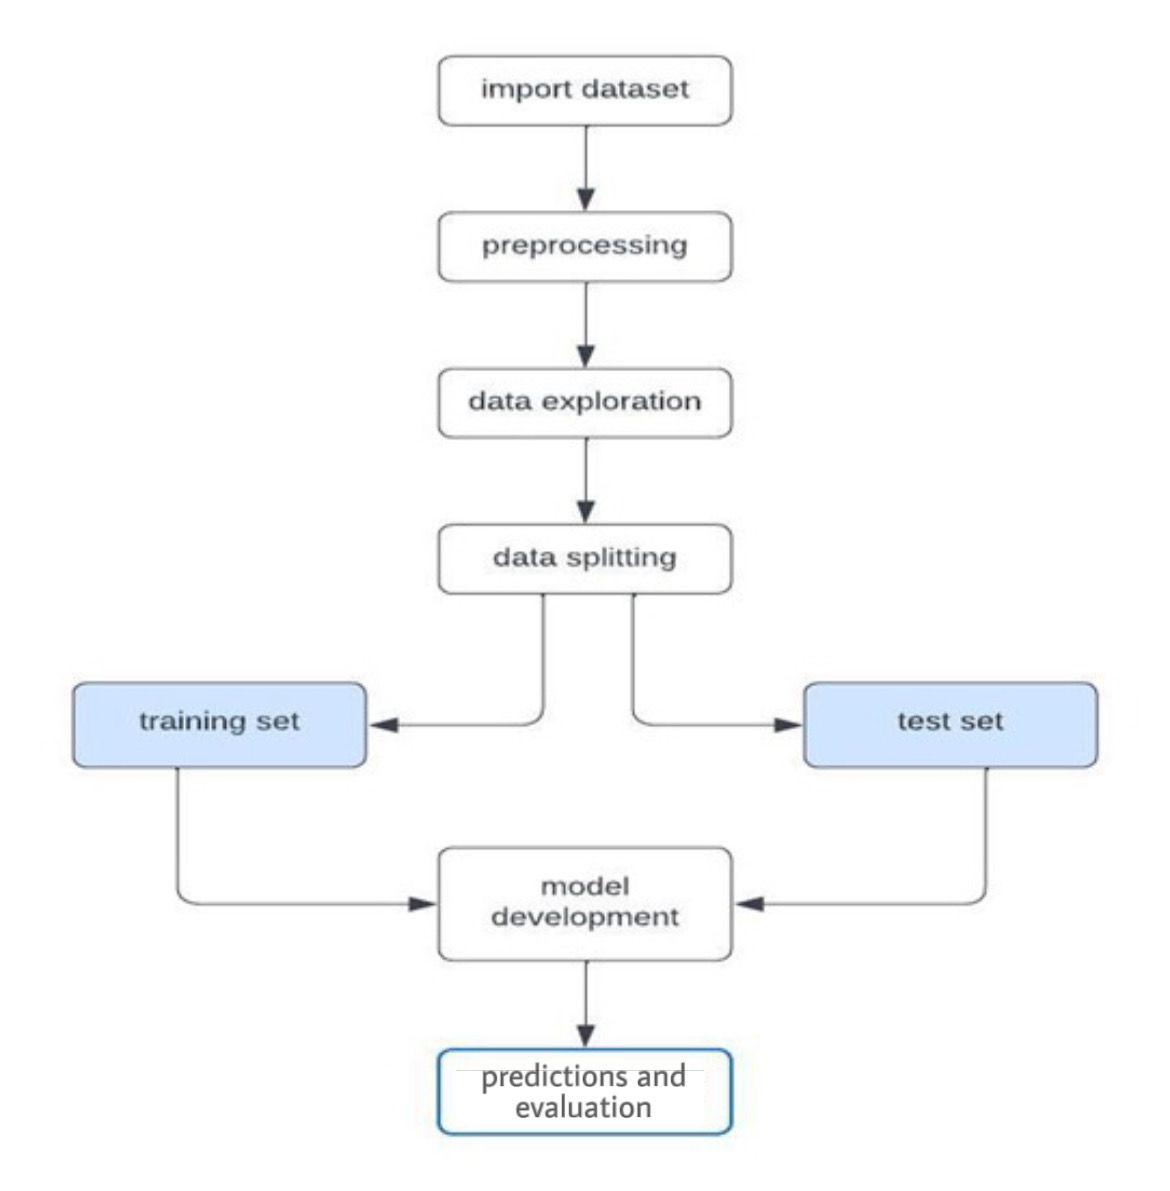 import dataset
preprocessing
data exploration
data splitting
training set
test set
model
development
predictions and
evaluation